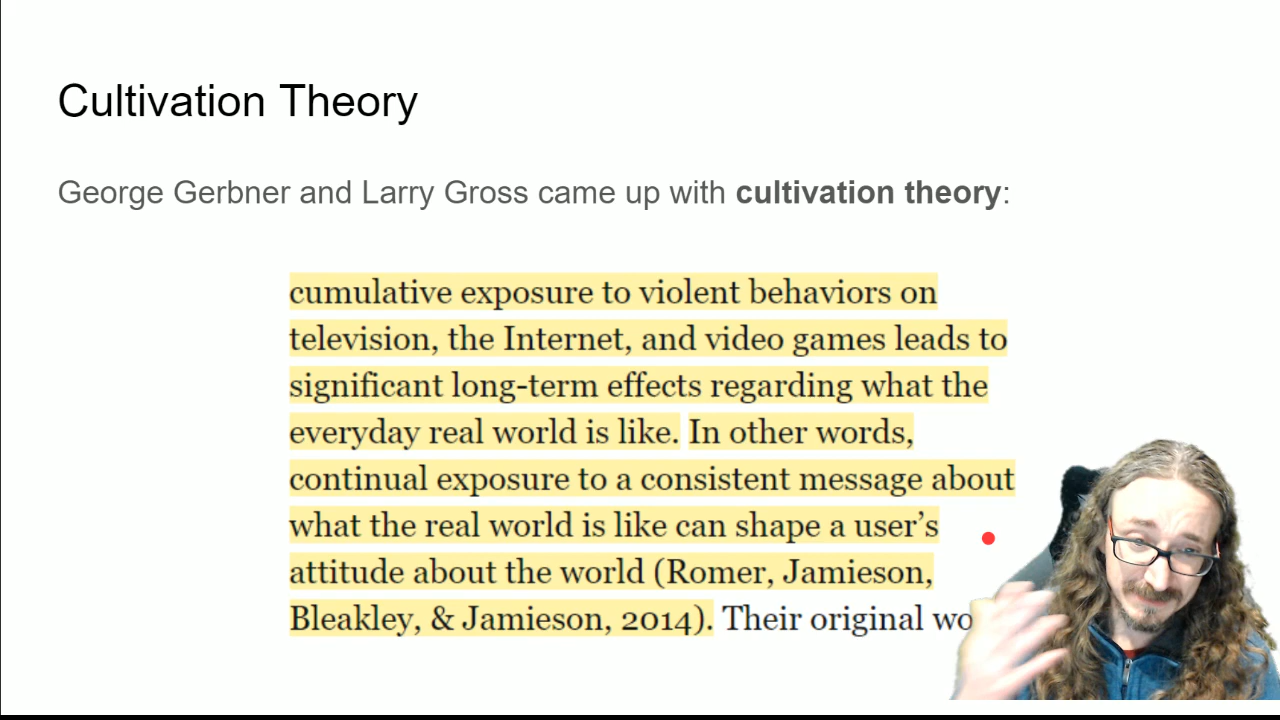 Cultivation Theory
George Gerbner and Larry Gross came up with cultivation theory:
cumulative exposure to violent behaviors on
television, the Internet, and video games leads to
significant long-term effects regarding what the
everyday real world is like. In other words,
continual exposure to a consistent message about
what the real world is like can shape a user’s
attitude about the world (Romer, Jamieson,
Bleakley, & Jamieson, 2014). Their original wo